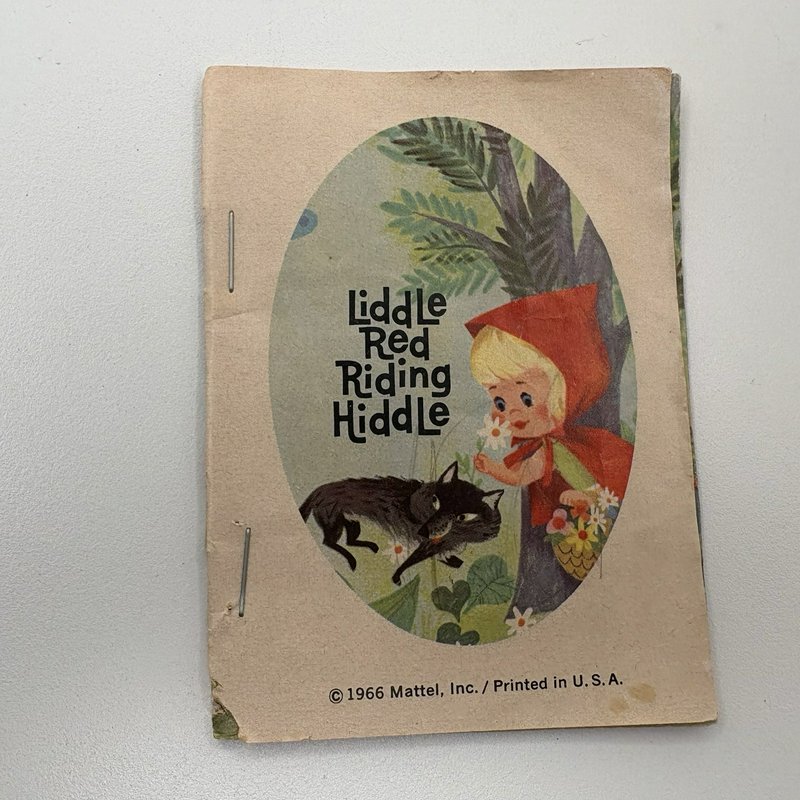 Liddle
Red
Riding
Hiddle
© 1966 Mattel, Inc. / Printed in U.S.A.